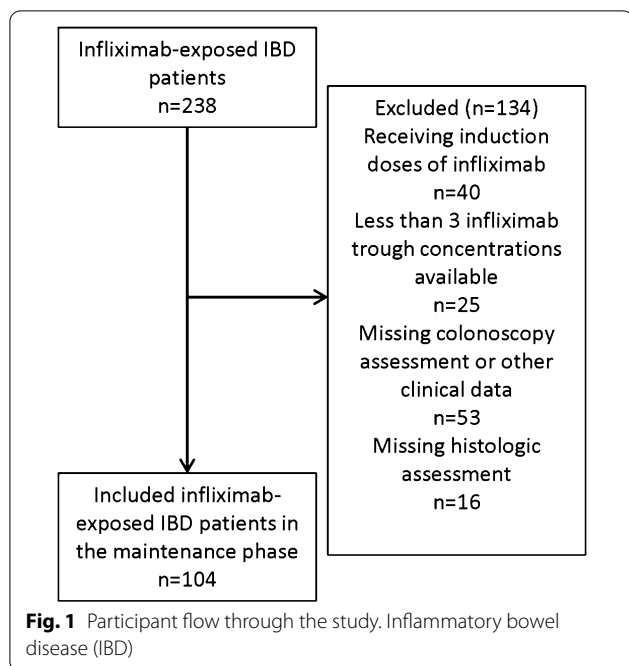 Infliximab-exposed IBD
patients
n=238
Excluded (n=134)
Receiving induction
doses of infliximab
n=40
Less than 3 infliximab
trough concentrations
available
n=25
Missing colonoscopy
assessment or other
clinical data
n=53
Missing histologic
assessment
n=16
Included infliximab-
exposed IBD patients in
the maintenance phase
n=104
Fig. 1 Participant flow through the study. Inflammatory bowel
disease (IBD)